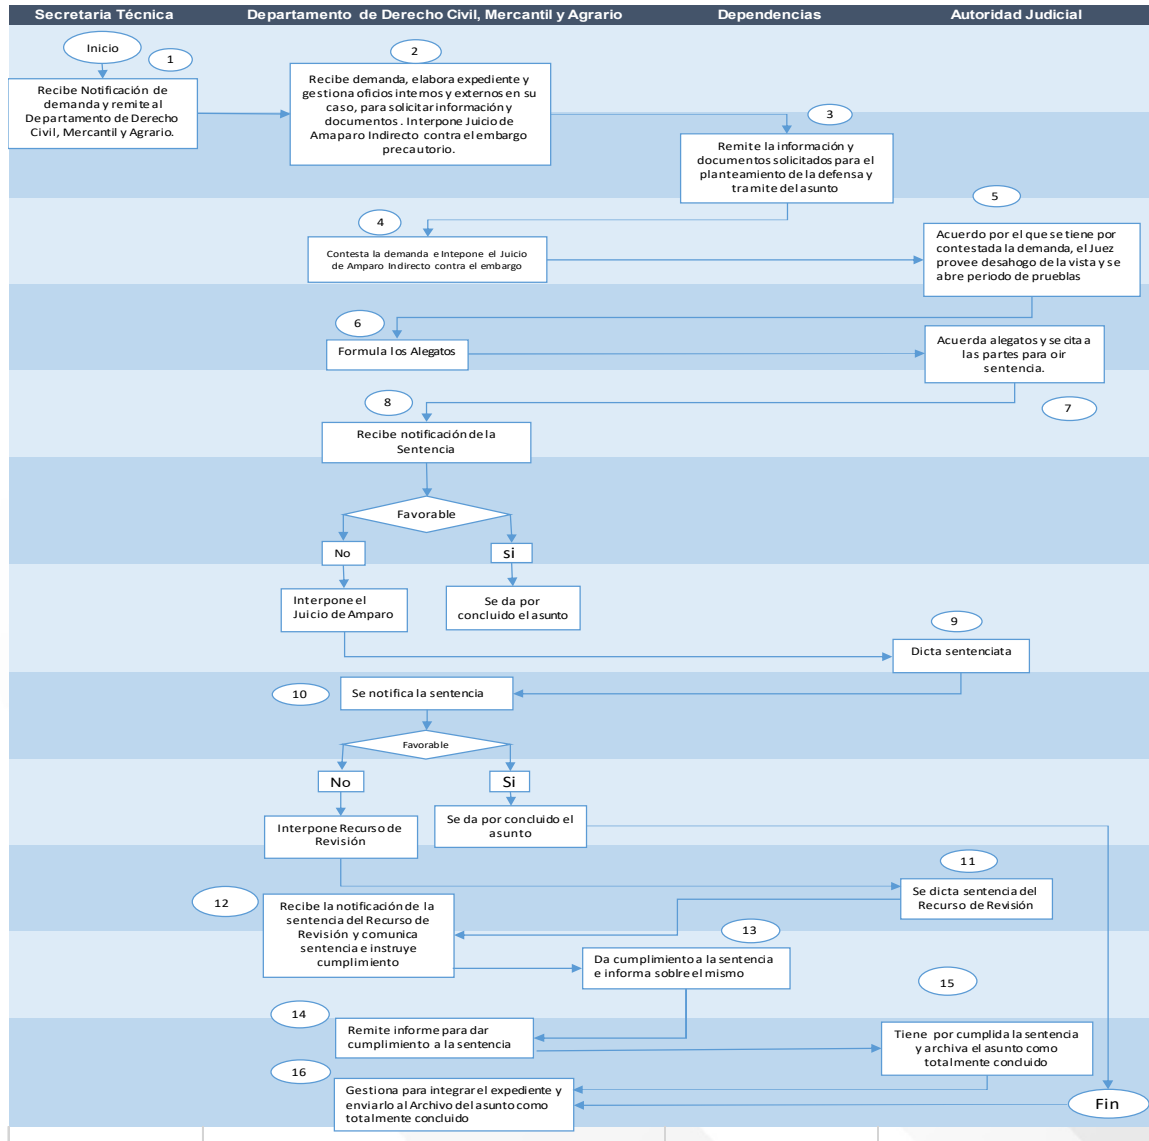 Secretaria Técnica
Departamento de Derecho Civil, Mercantil y Agrario
Dependencias
Autoridad Judicial
Inicio
1
Recibe Notificación de
demanda y remite al
Departamento de Derecho
Civil, Mercantil y Agrario.
2
Recibe demanda, elabora expediente y
gestiona oficios internos y externos en su
caso, para solicitar información y
documentos . Interpone Juicio de
Amaparo Indirecto contra el embargo
precautorio.
3
Remite la información y
documentos solicitados para el
planteamiento de la defensa y
tramite del asunto
4
Contesta la demanda e Intepone el Juicio
de Amparo Indirecto contra el embargo
5
Acuerdo por el que se tiene por
contestada la demanda, el Juez
provee desahogo de la vista y se
abre periodo de prueblas
6
Formula los Alegatos
Acuerda alegatos y se cita a
las partes para oir
sentencia.
7
8
Recibe notificación de la
Sentencia
Favorable
No
si
Interpone el
Juicio de Amparo
Se da por
concluido el asunto
9
Dicta sentenciata
10
Se notifica la sentencia
Favorable
No
Si
Interpone Recurso de
Revisión
Se da por concluido el
asunto
11
Se dicta sentencia del
Recurso de Revisión
12
Recibe la notificación de la
sentencia del Recurso de
Revisión y comunica
sentencia e instruye
cumplimiento
13
Da cumplimiento a la sentencia
e informa soblre el mismo
14
Remite informe para dar
cumplimiento a la sentencia
15
Tiene por cumplida la sentencia
y archiva el asunto como
totalmente concluido
16
Gestiona para integrar el expediente y
enviarlo al Archivo del asunto como
totalmente concluido
Fin